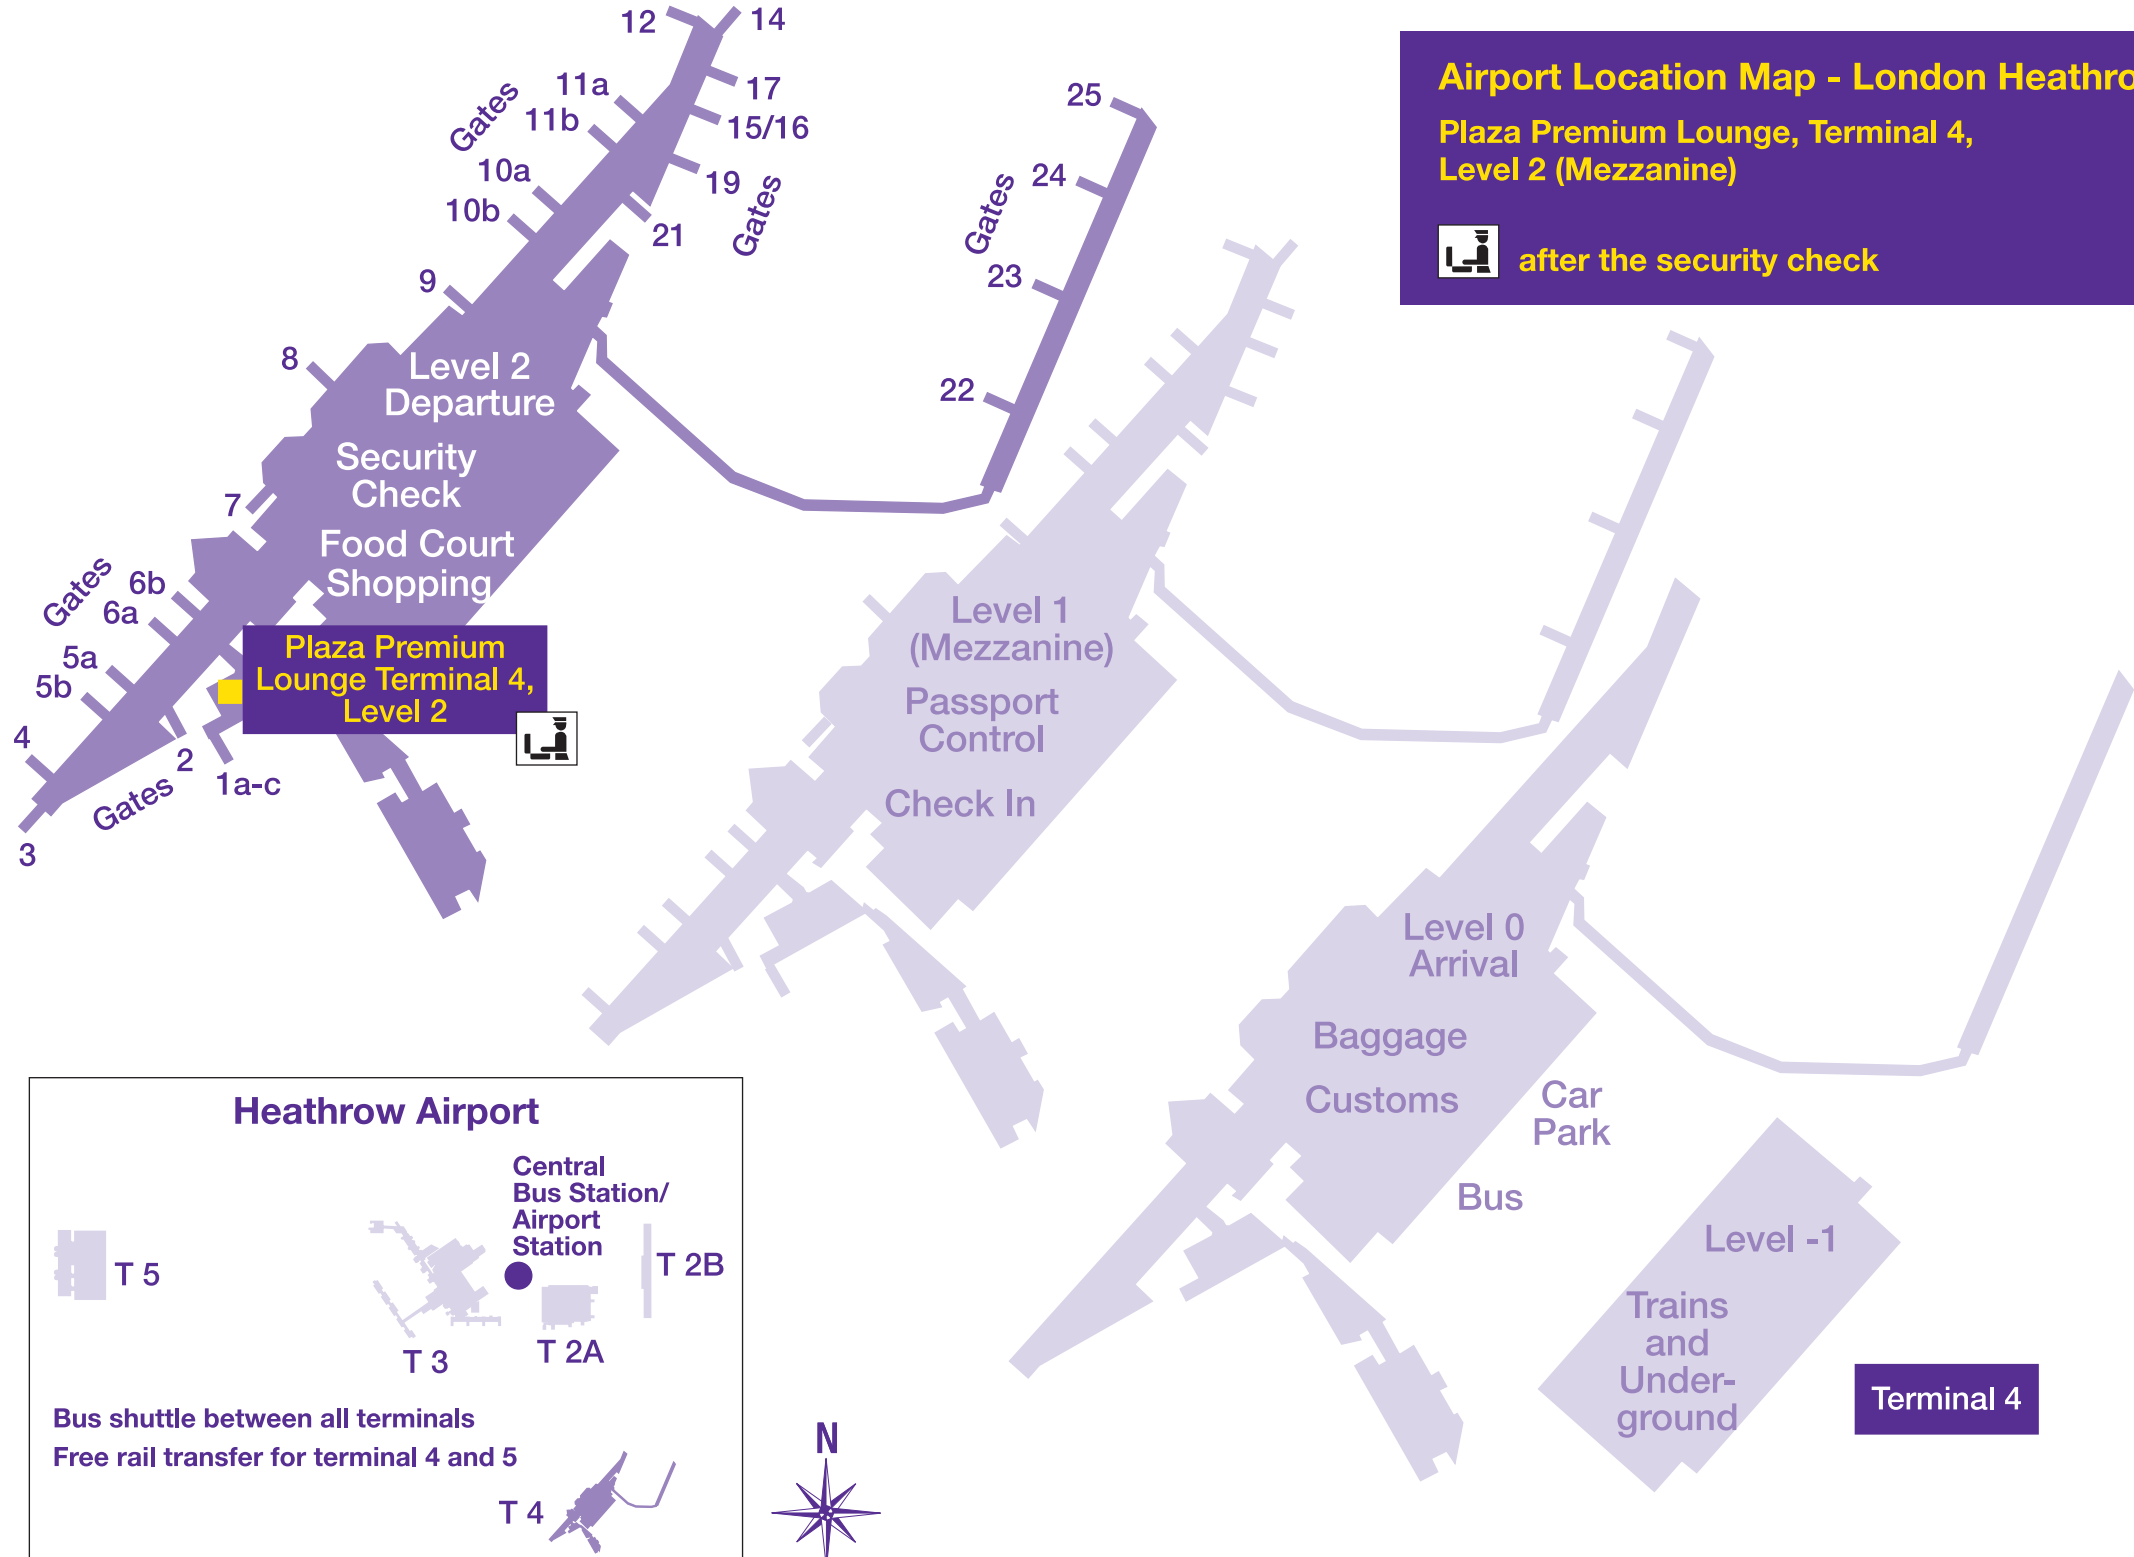 Airport Location Map - London Heathro
Plaza Premium Lounge, Terminal 4,
Level 2 (Mezzanine)
after the security check
12
14
11a
17
Gates
11b
15/16
10a
19
10b
21
Gates
9
8
7
25
24
Gates
23
22
Level 2
Departure
Security
Check
Food Court
Shopping
Gates
6b
6a
5a
5b
4
3
Gates
2
1a-c
Plaza Premium
Lounge Terminal 4,
Level 2
Level 1
(Mezzanine)
Passport
Control
Check In
Level 0
Arrival
Baggage
Customs
Car
Park
Bus
Level -1
Trains
and
Under-
ground
Terminal 4
Heathrow Airport
Central
Bus Station/
Airport
Station
T 5
T 3
T 2A
T 2B
Bus shuttle between all terminals
Free rail transfer for terminal 4 and 5
T 4
N